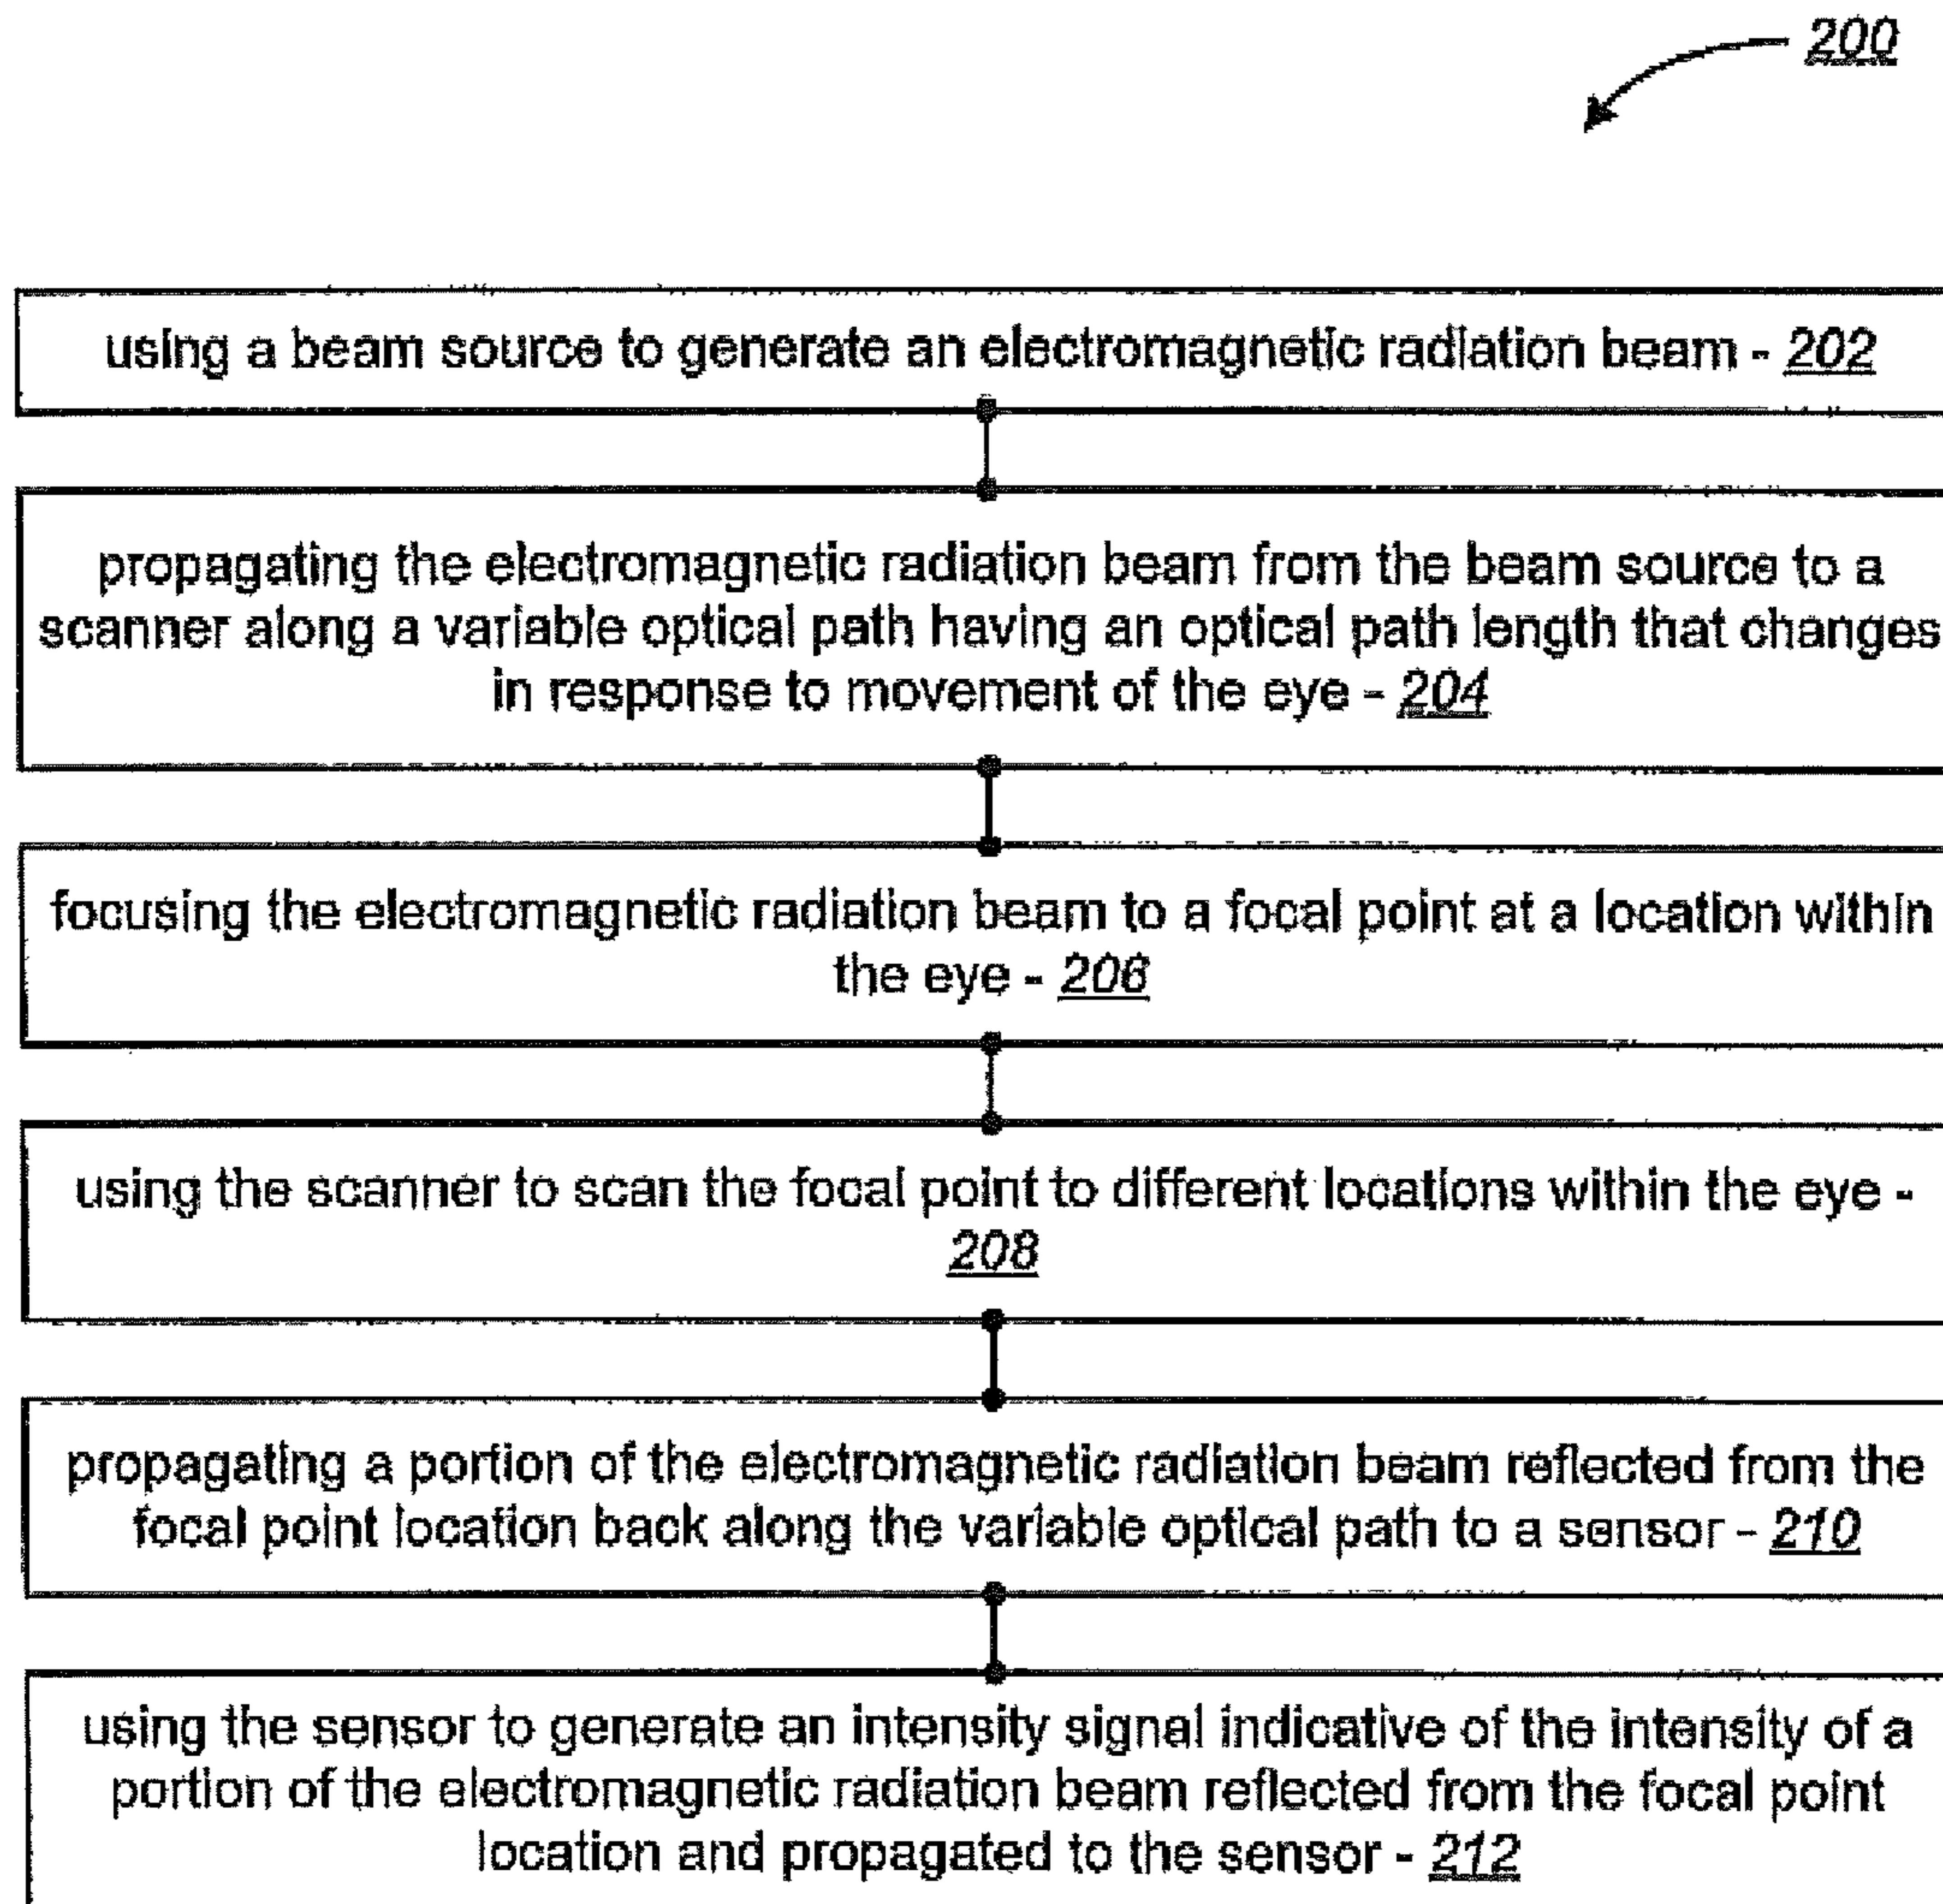 200
using a beam source to generate an electromagnetic radiation beam - 202
propagating the electromagnetic radiation beam from the beam source to a
scanner along a variable optical path having an optical path length that changes
in response to movement of the eye - 204
focusing the electromagnetic radiation beam to a focal point at a location within
the eye - 206
using the scanner to scan the focal point to different locations within the eye -
208
propagating a portion of the electromagnetic radiation beam reflected from the
focal point location back along the variable optical path to a sensor - 210
using the sensor to generate an intensity signal indicative of the intensity of a
portion of the electromagnetic radiation beam reflected from the focal point
location and propagated to the sensor - 212